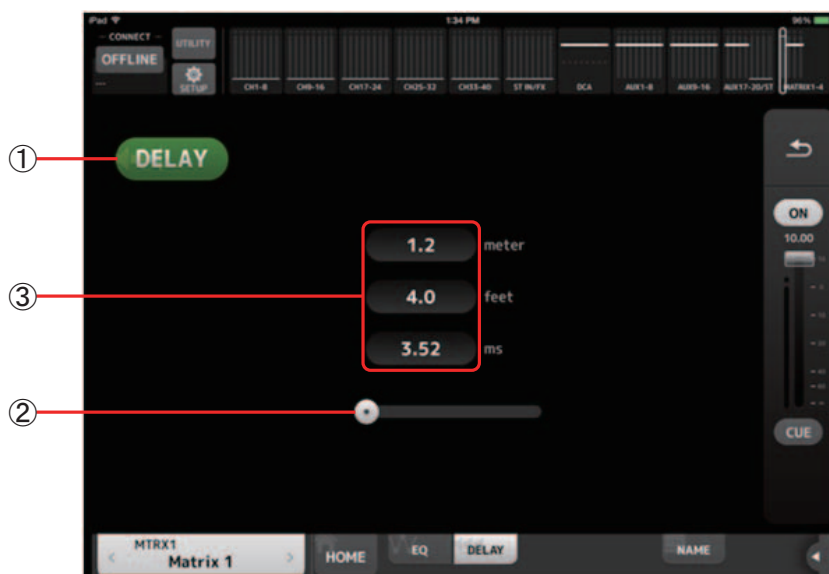 iPad 1:34 PM 96%
CONNECT
OFFLINE
UTILITY
SETUP
CH1-8 CH9-16 CH17-24 CH25-32 CH33-40 ST IN/FX DCA AUX1-8 AUX9-16 AUX17-20/ST MATRIX1-4
① DELAY
ON
10.00
③
1.2 meter
4.0 feet
3.52 ms
②
CUE
MTRX1
Matrix 1
HOME EQ DELAY NAME